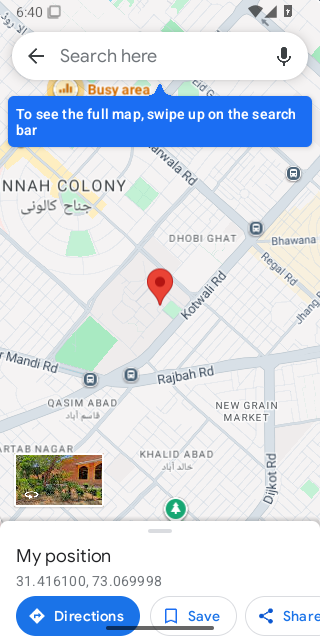 6:40
Search here
Busy area
To see the full map, swipe up on the search
bar
NNAH COLONY
جناح کالونی
DHOBI GHAT
Bhawana
Regal Rd
Kotwali Rd
r Mandi Rd
Rajbah Rd
QASIM ABAD
قاسم آباد
NEW GRAIN
MARKET
ARTAB NAGAR
KHALID ABAD
خالد آباد
Dijkot Rd
My position
31.416100, 73.069998
Directions
Save
Share